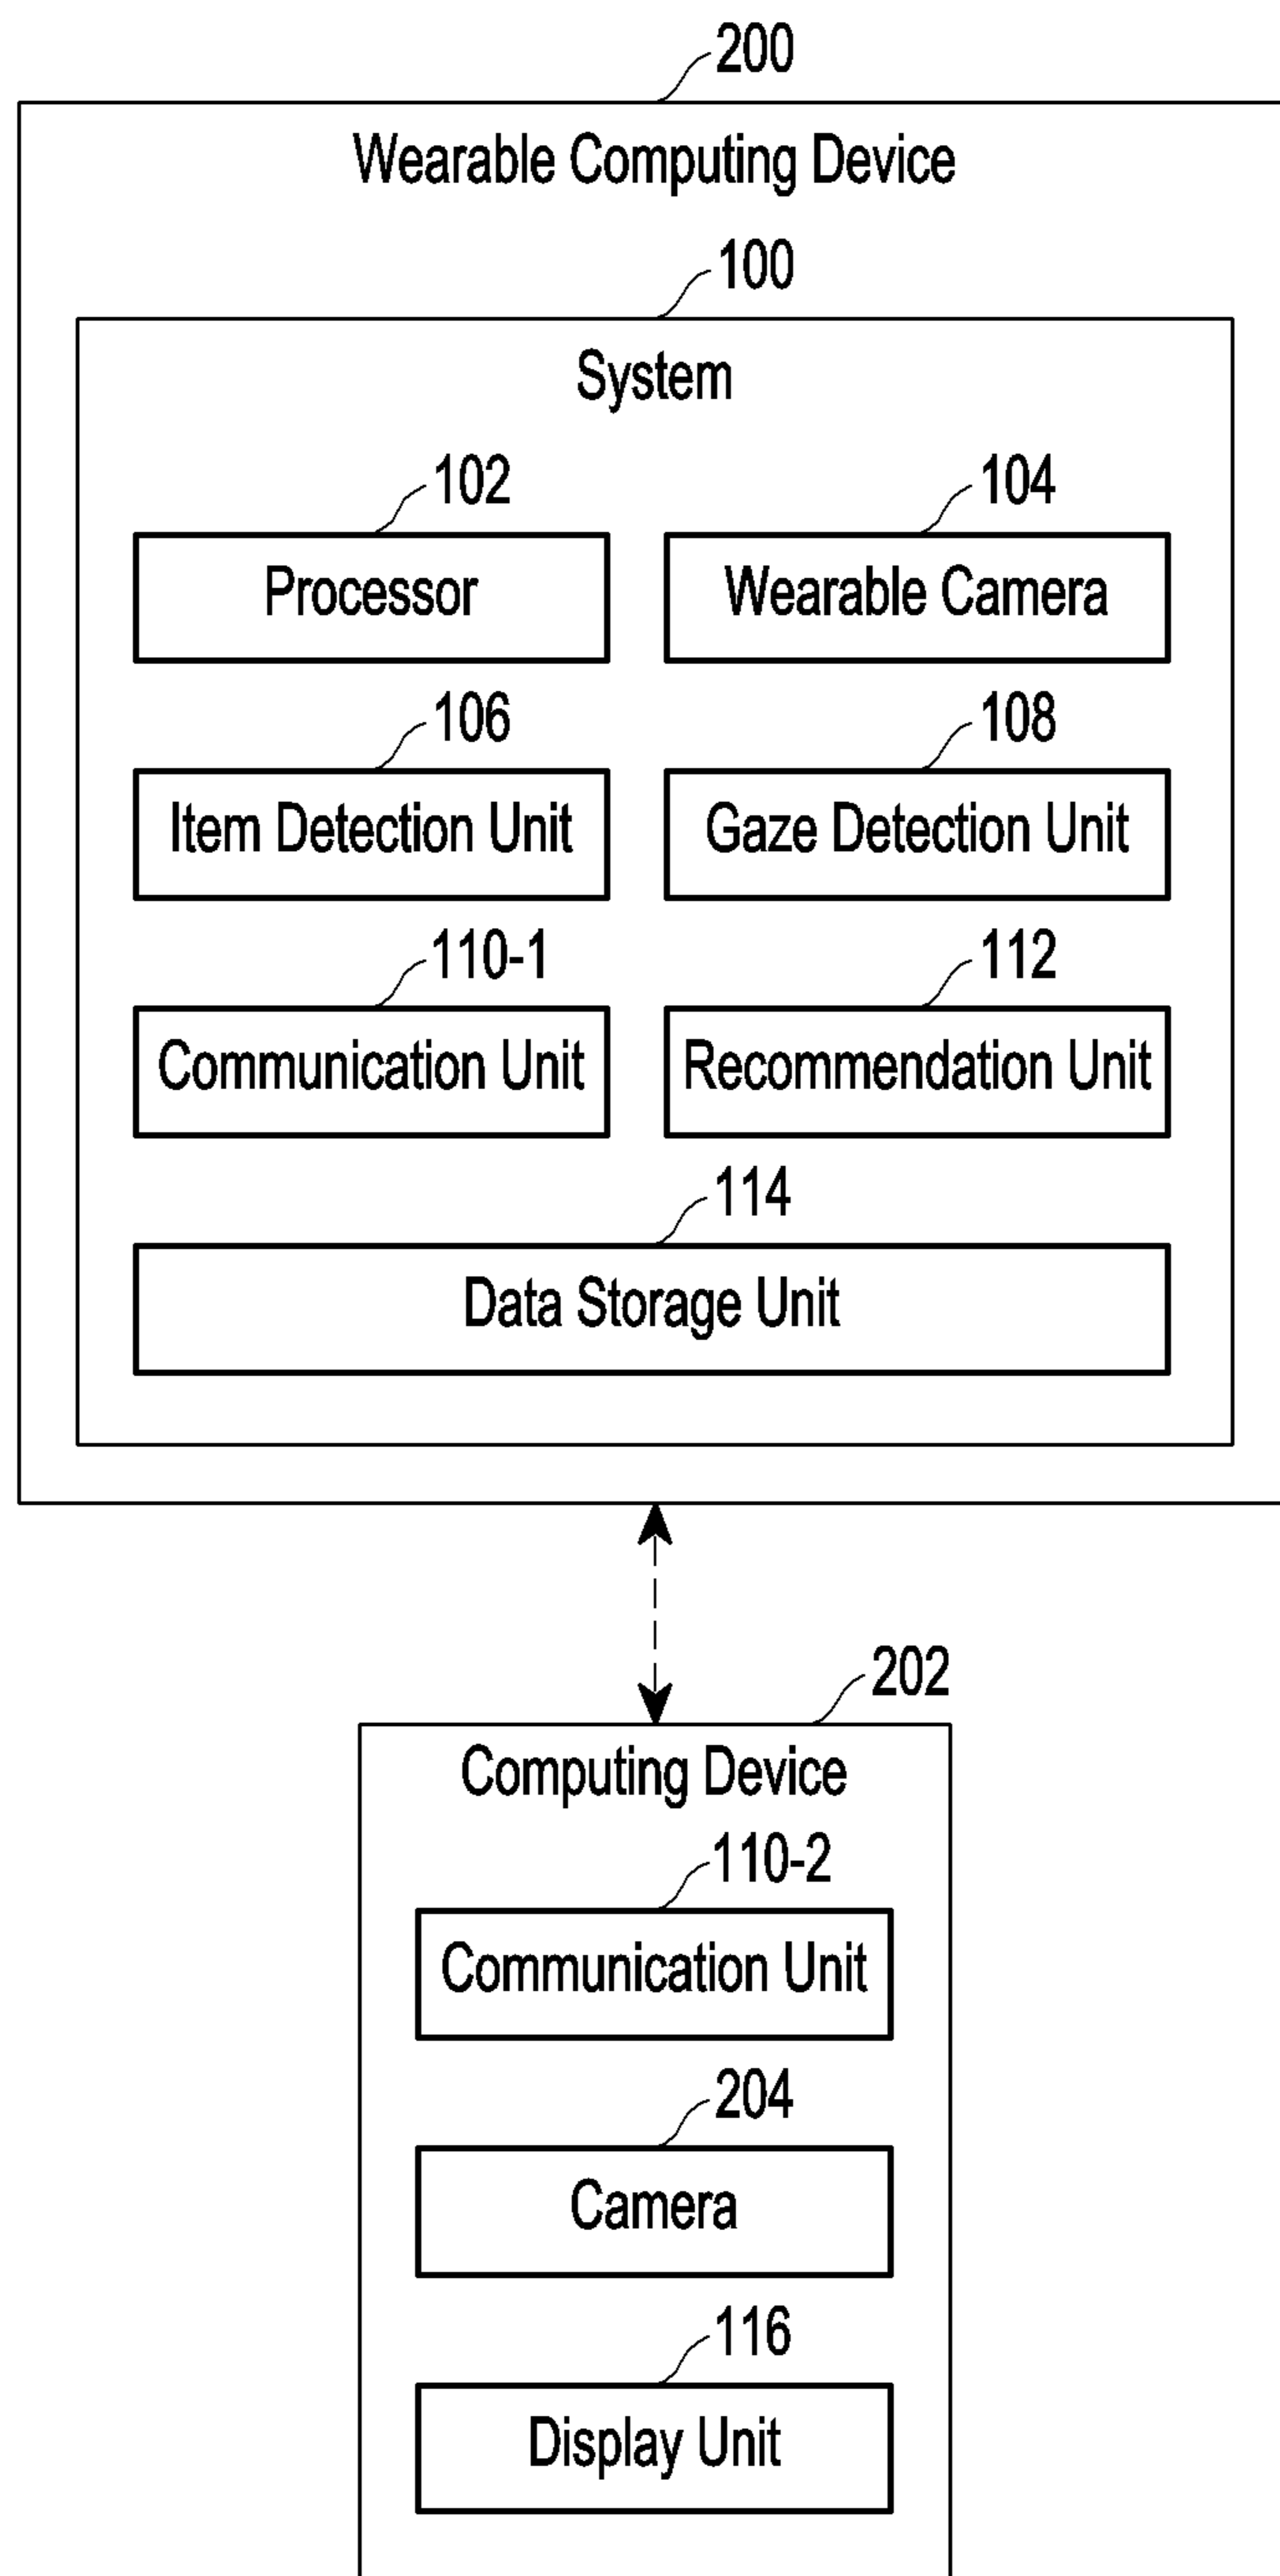 200
Wearable Computing Device
100
System
102
104
Processor
Wearable Camera
106
108
Item Detection Unit
Gaze Detection Unit
110-1
112
Communication Unit
Recommendation Unit
114
Data Storage Unit
202
Computing Device
110-2
Communication Unit
204
Camera
116
Display Unit